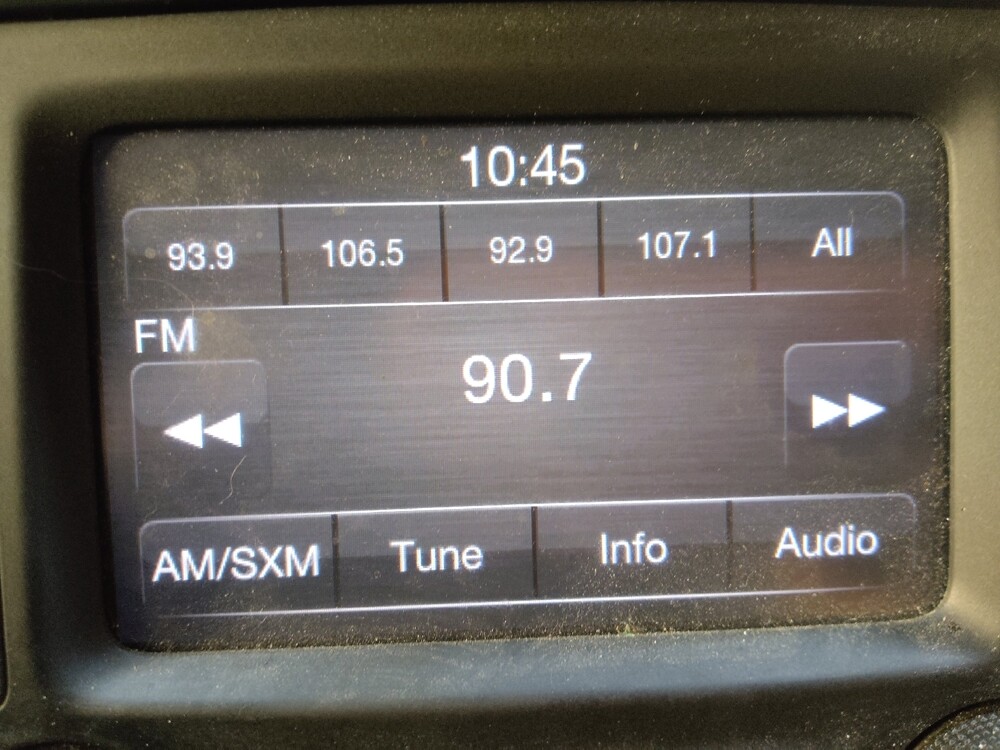 10:45
93.9 106.5 92.9 107.1 All
FM
90.7
AM/SXM Tune Info Audio